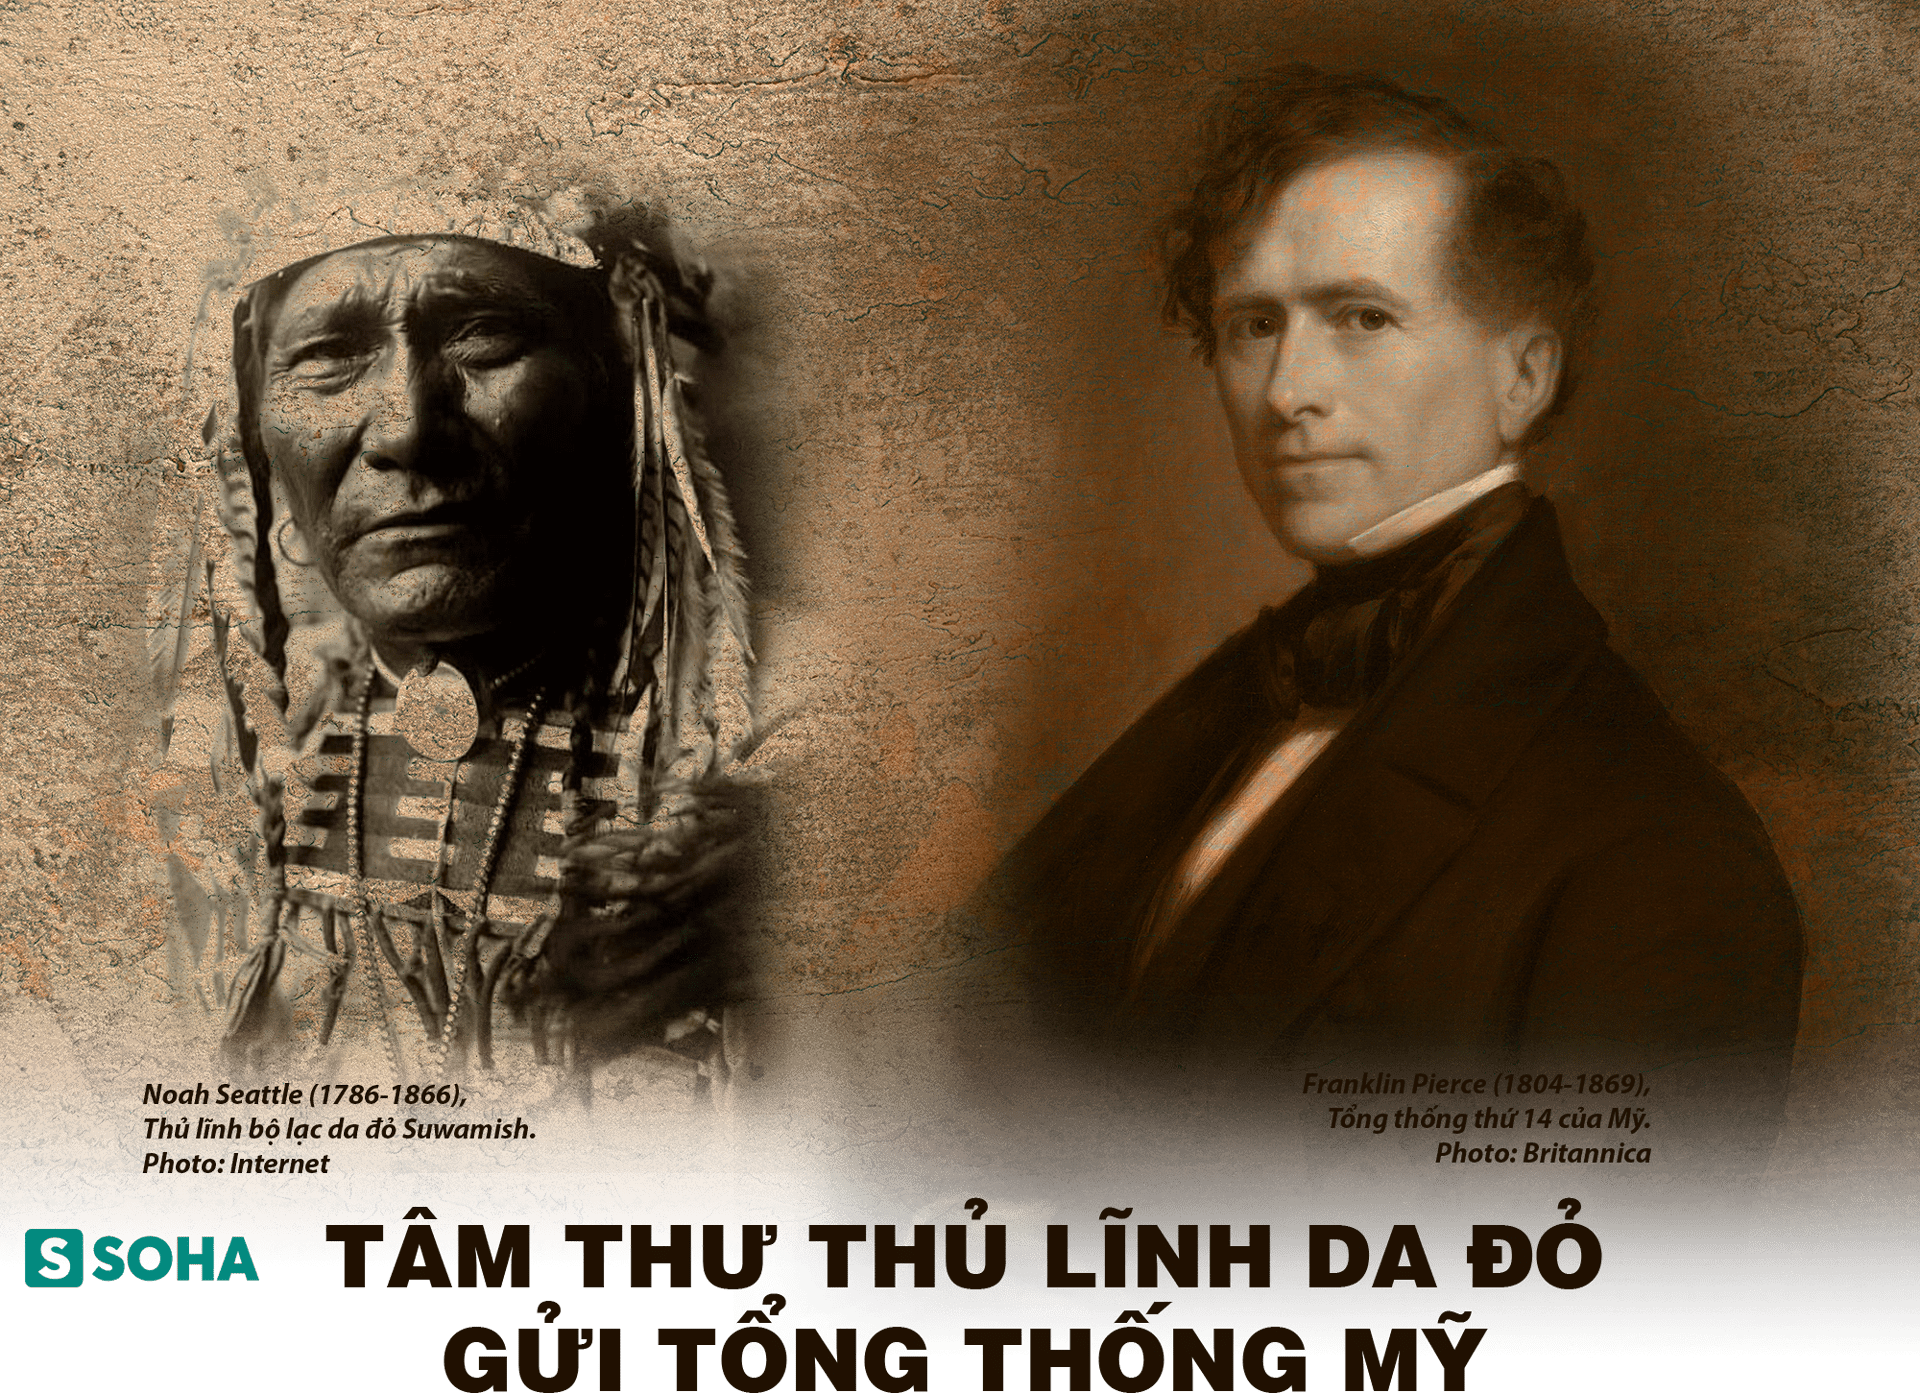 Noah Seattle (1786-1866),
Thủ lĩnh bộ lạc da đỏ Suwamish.
Photo: Internet
Franklin Pierce (1804-1869),
Tổng thống thứ 14 của Mỹ.
Photo: Britannica
S SOHA
TÂM THƯ THỦ LĨNH DA ĐỎ
GỬI TỔNG THỐNG MỸ